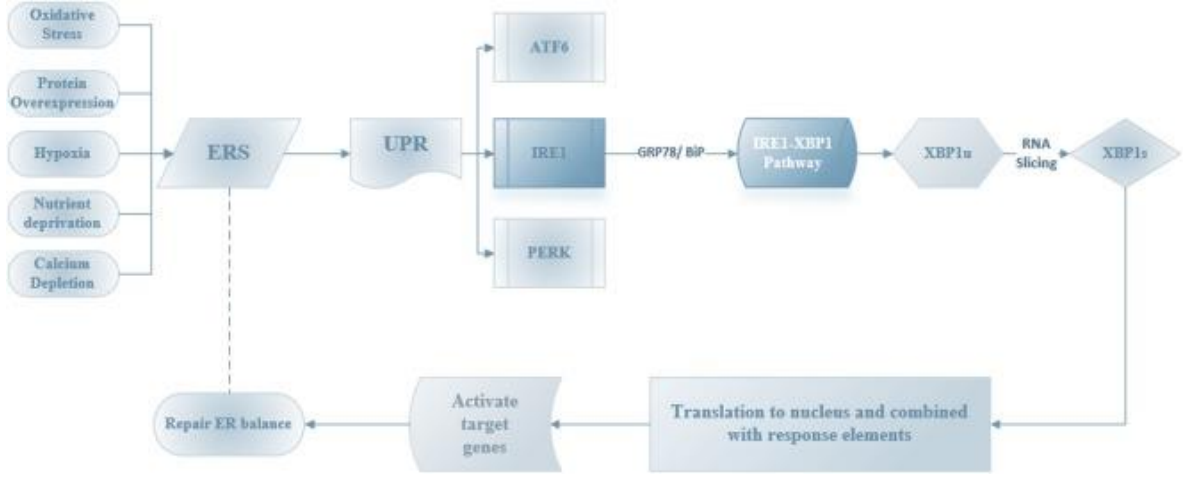 Oxidative
Stress
Protein
Overexpression
Hypoxia
Nutrient
deprivation
Calcium
Depletion
ERS
UPR
ATF6
IRE1
PERK
GRP78/ BiP
IRE1-XBP1
Pathway
XBP1u
RNA
Slicing
XBP1s
Translation to nucleus and combined
with response elements
Activate
target
genes
Repair ER balance